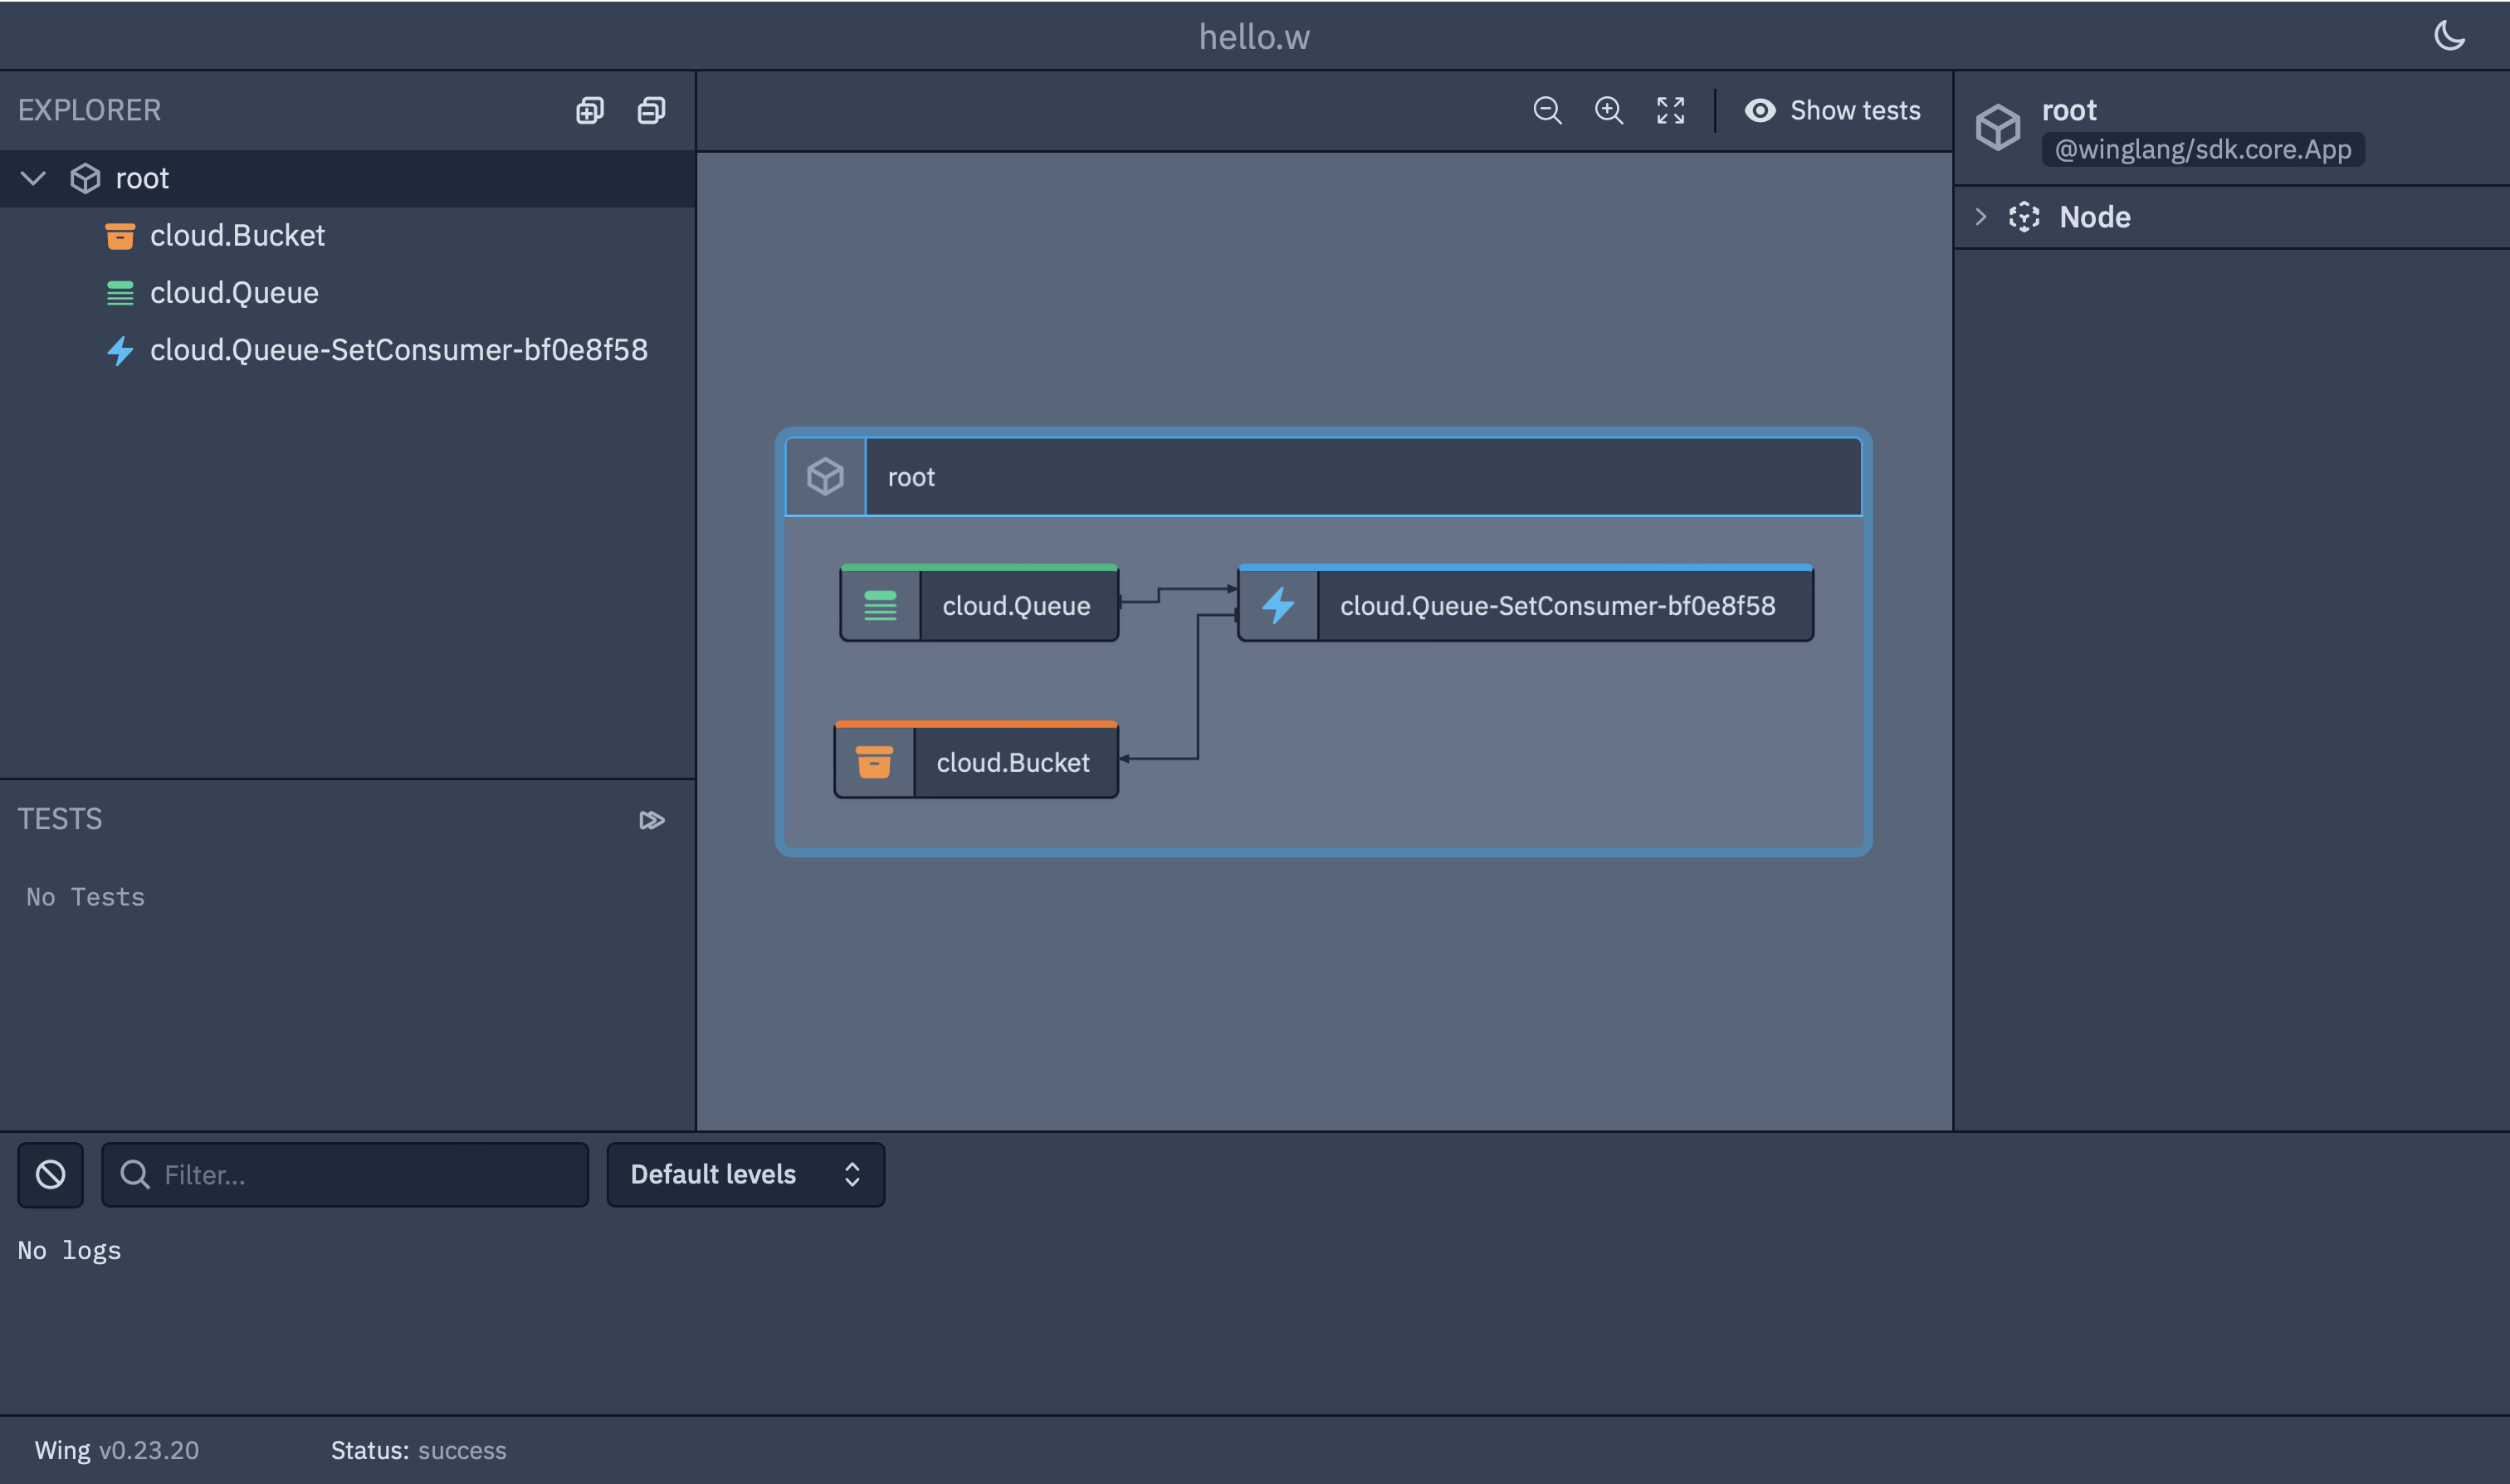 hello.w
EXPLORER
root
cloud.Bucket
cloud.Queue
cloud.Queue-SetConsumer-bf0e8f58
TESTS
No Tests
Show tests
root
cloud.Queue
cloud.Queue-SetConsumer-bf0e8f58
cloud.Bucket
root
@winglang/sdk.core.App
Node
Filter...
Default levels
No logs
Wing v0.23.20
Status: success